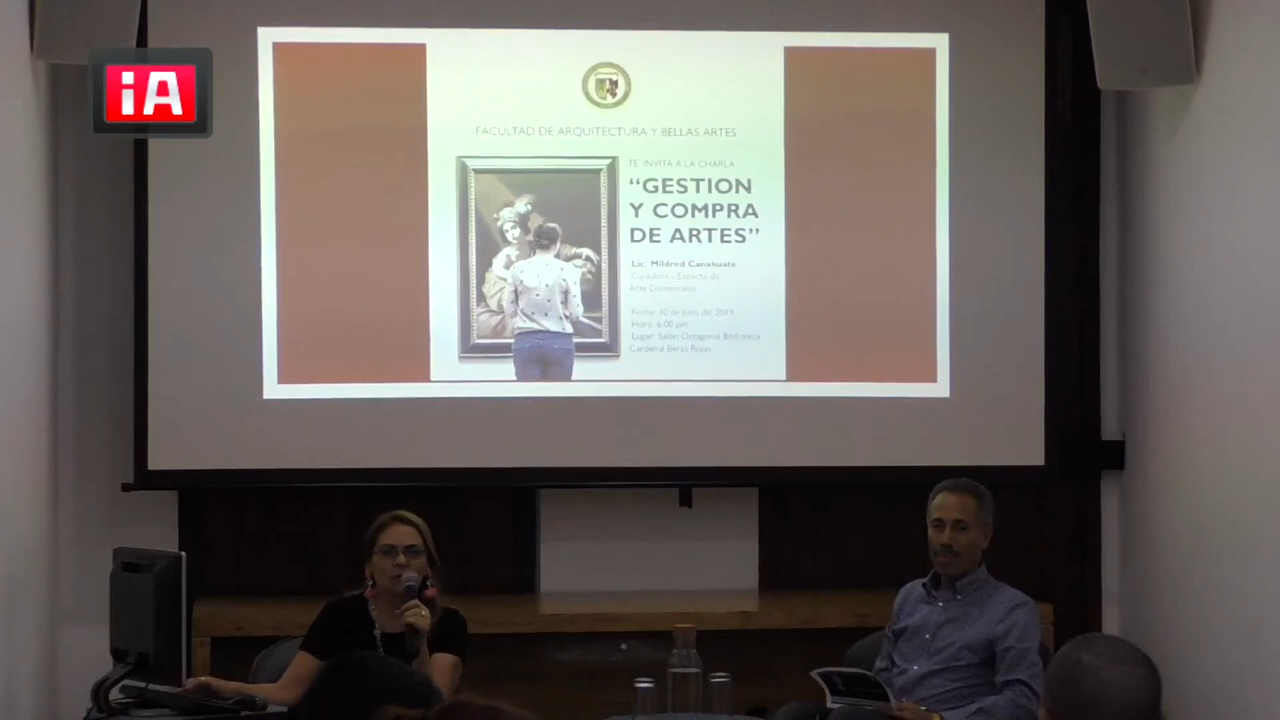 iA
FACULTAD DE ARQUITECTURA Y BELLAS ARTES
TE INVITA A LA CHARLA
“GESTION
Y COMPRA
DE ARTES”
Lic. Mildred Canahuate
Curadora - Experta de
Arte Dominicano
Fecha: 30 de Julio del 2019
Hora: 6:00 pm
Lugar: Salón Octagonal Biblioteca
Cardenal Beras Rojas